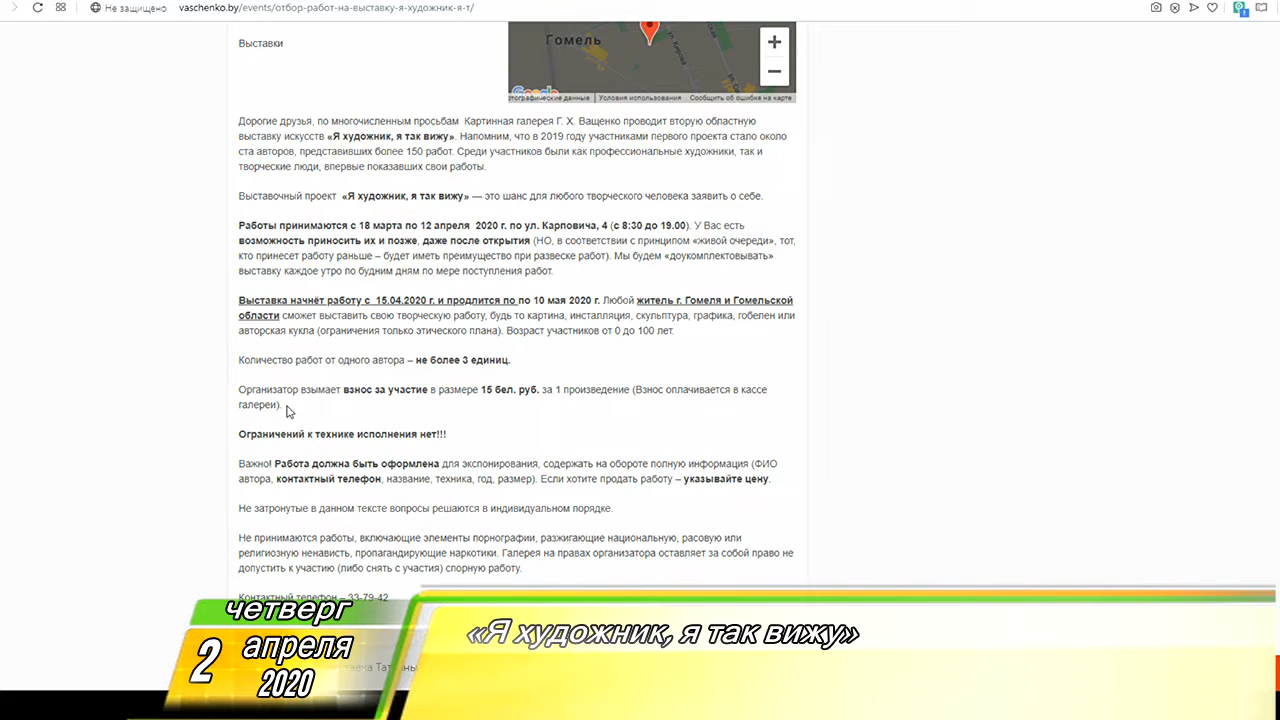 Не защищено vaschenko.by/events/отбор-работ-на-выставку-я-художник-я-т/
Выставки
Гомель
ул. Кирова
Google
Условия использования
Сообщить об ошибке на карте
Дорогие друзья, по многочисленным просьбам Картинная галерея Г. Х. Ващенко проводит вторую областную
выставку искусств «Я художник, я так вижу». Напомним, что в 2019 году участниками первого проекта стало около
ста авторов, представивших более 150 работ. Среди участников были как профессиональные художники, так и
творческие люди, впервые показавших свои работы.
Выставочный проект «Я художник, я так вижу» — это шанс для любого творческого человека заявить о себе.
Работы принимаются с 18 марта по 12 апреля 2020 г. по ул. Карповича, 4 (с 8:30 до 19.00). У Вас есть
возможность приносить их и позже, даже после открытия (НО, в соответствии с принципом «живой очереди», тот,
кто принесет работу раньше – будет иметь преимущество при развеске работ). Мы будем «доукомплектовывать»
выставку каждое утро по будним дням по мере поступления работ.
Выставка начнёт работу с 15.04.2020 г. и продлится по по 10 мая 2020 г. Любой житель г. Гомеля и Гомельской
области сможет выставить свою творческую работу, будь то картина, инсталляция, скульптура, графика, гобелен или
авторская кукла (ограничения только этического плана). Возраст участников от 0 до 100 лет.
Количество работ от одного автора – не более 3 единиц.
Организатор взымает взнос за участие в размере 15 бел. руб. за 1 произведение (Взнос оплачивается в кассе
галереи).
Ограничений к технике исполнения нет!!!
Важно! Работа должна быть оформлена для экспонирования, содержать на обороте полную информация (ФИО
автора, контактный телефон, название, техника, год, размер). Если хотите продать работу – указывайте цену.
Не затронутые в данном тексте вопросы решаются в индивидуальном порядке.
Не принимаются работы, включающие элементы порнографии, разжигающие национальную, расовую или
религиозную ненависть, пропагандирующие наркотики. Галерея на правах организатора оставляет за собой право не
допустить к участию (либо снять с участия) спорную работу.
Контактный телефон – 33-79-42
четверг
2 апреля
2020
«Я художник, я так вижу»